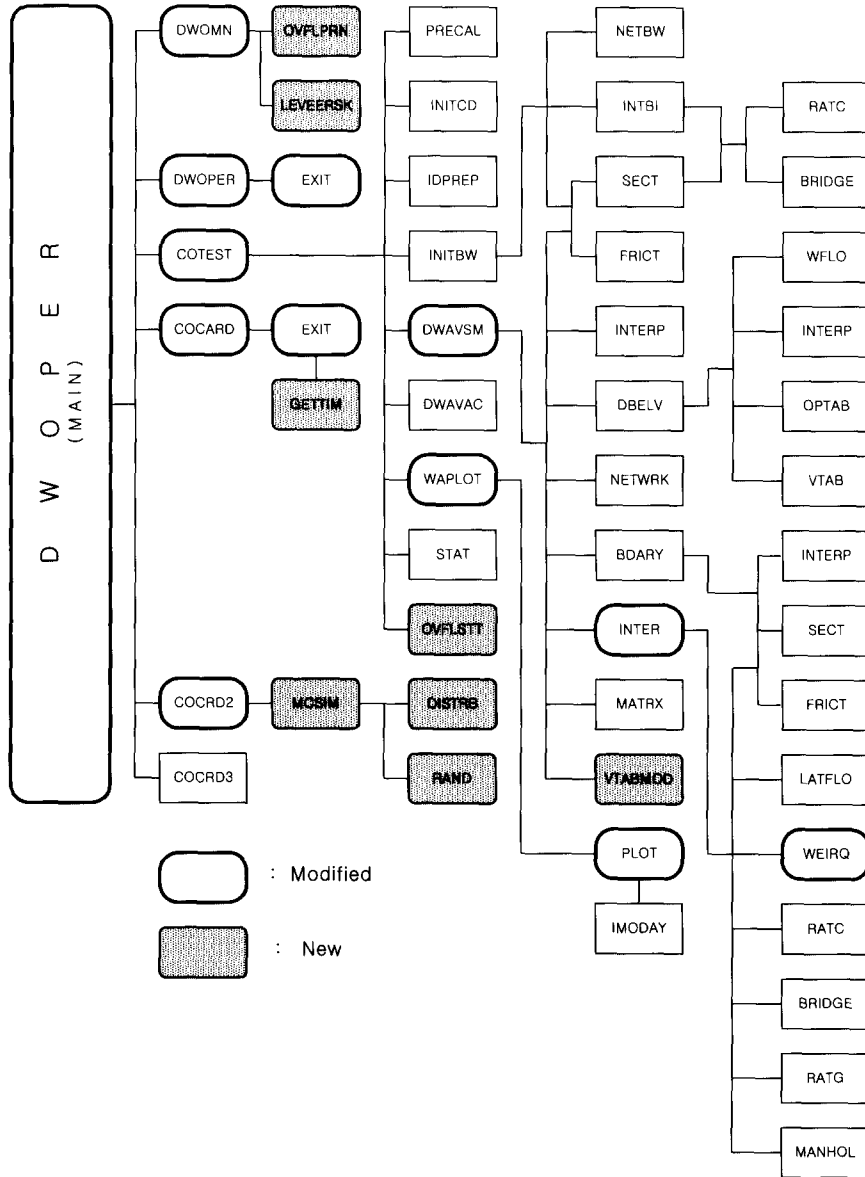 D W O P E R
(MAIN)
DWOMN
OVFLPRN
LEVEERSK
DWOPER
EXIT
COTEST
COCARD
EXIT
GETTIM
COCRD2
MCSIM
COCRD3
PRECAL
INITCD
IDPREP
INITBW
DWAVSM
DWAVAC
WAPLOT
STAT
OVFLSTT
DISTRB
RAND
NETBW
INTBI
SECT
FRICT
INTERP
DBELV
NETWRK
BDARY
INTER
MATRX
VTABMOD
PLOT
IMODAY
RATC
BRIDGE
WFLO
INTERP
OPTAB
VTAB
INTERP
SECT
FRICT
LATFLO
WEIRQ
RATC
BRIDGE
RATG
MANHOL
: Modified
: New